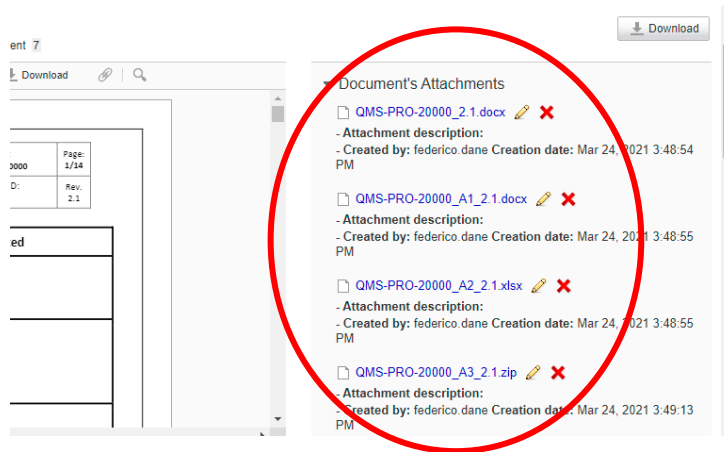 Download
ent 7
Download
Page:
0000 1/14
D: Rev.
2.1
ed
Document's Attachments
QMS-PRO-20000_2.1.docx
- Attachment description:
- Created by: federico.dane Creation date: Mar 24, 2021 3:48:54
PM
QMS-PRO-20000_A1_2.1.docx
- Attachment description:
- Created by: federico.dane Creation date: Mar 24, 2021 3:48:55
PM
QMS-PRO-20000_A2_2.1.xlsx
- Attachment description:
- Created by: federico.dane Creation date: Mar 24, 2021 3:48:55
PM
QMS-PRO-20000_A3_2.1.zip
- Attachment description:
- Created by: federico.dane Creation date: Mar 24, 2021 3:49:13
PM